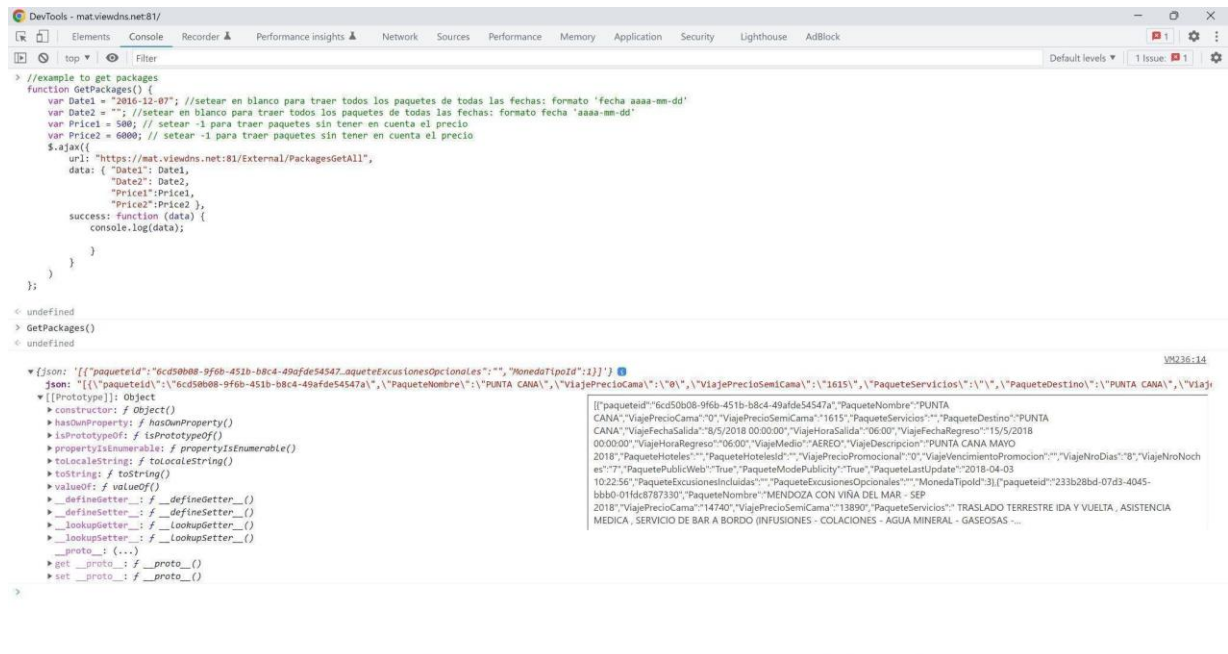 DevTools - mat.viewdns.net:81/
Elements Console Recorder Performance insights Network Sources Performance Memory Application Security Lighthouse AdBlock 1
top Filter Default levels 1 Issue: 1
> //example to get packages
function GetPackages() {
var Date1 = "2016-12-07"; //setear en blanco para traer todos los paquetes de todas las fechas: formato 'fecha aaaa-mm-dd'
var Date2 = ""; //setear en blanco para traer todos los paquetes de todas las fechas: formato fecha 'aaaa-mm-dd'
var Price1 = 500; // setear -1 para traer paquetes sin tener en cuenta el precio
var Price2 = 6000; // setear -1 para traer paquetes sin tener en cuenta el precio
$.ajax({
url: "https://mat.viewdns.net:81/External/PackagesGetAll",
data: { "Date1": Date1,
"Date2": Date2,
"Price1":Price1,
"Price2":Price2 },
success: function (data) {
console.log(data);
}
}
)
};
undefined
> GetPackages()
undefined
VM236:14
{json: '[{"paqueteid":"6cd50b08-9f6b-451b-b8c4-49afde54547…aqueteExcusionesOpcionales":"","MonedaTipoId":1}]'}
json: "[{\"paqueteid\":\"6cd50b08-9f6b-451b-b8c4-49afde54547a\",\"PaqueteNombre\":\"PUNTA CANA\",\"ViajePrecioCama\":\"0\",\"ViajePrecioSemiCama\":\"1615\",\"PaqueteServicios\":\"\",\"PaqueteDestino\":\"PUNTA CANA\",\"Viaje
[[Prototype]]: Object
constructor: ƒ Object()
hasOwnProperty: ƒ hasOwnProperty()
isPrototypeOf: ƒ isPrototypeOf()
propertyIsEnumerable: ƒ propertyIsEnumerable()
toLocaleString: ƒ toLocaleString()
toString: ƒ toString()
valueOf: ƒ valueOf()
__defineGetter__: ƒ __defineGetter__()
__defineSetter__: ƒ __defineSetter__()
__lookupGetter__: ƒ __lookupGetter__()
__lookupSetter__: ƒ __lookupSetter__()
__proto__: (...)
get __proto__: ƒ __proto__()
set __proto__: ƒ __proto__()
[{"paqueteid":"6cd50b08-9f6b-451b-b8c4-49afde54547a","PaqueteNombre":"PUNTA
CANA","ViajePrecioCama":"0","ViajePrecioSemiCama":"1615","PaqueteServicios":"","PaqueteDestino":"PUNTA
CANA","ViajeFechaSalida":"8/5/2018 00:00:00","ViajeHoraSalida":"06:00","ViajeFechaRegreso":"15/5/2018
00:00:00","ViajeHoraRegreso":"06:00","ViajeMedio":"AEREO","ViajeDescripcion":"PUNTA CANA MAYO
2018","PaqueteHoteles":"","PaqueteHotelesId":"","ViajePrecioPromocional":"0","ViajeVencimientoPromocion":"","ViajeNroDias":"8","ViajeNroNoch
es":"7","PaquetePublicWeb":"True","PaqueteModePublicity":"True","PaqueteLastUpdate":"2018-04-03
10:22:56","PaqueteExcusionesIncluidas":"","PaqueteExcusionesOpcionales":"","MonedaTipoId":3},{"paqueteid":"233b28bd-07d3-4045-
bbb0-01fdc8787330","PaqueteNombre":"MENDOZA CON VIÑA DEL MAR - SEP
2018","ViajePrecioCama":"14740","ViajePrecioSemiCama":"13890","PaqueteServicios":" TRASLADO TERRESTRE IDA Y VUELTA , ASISTENCIA
MEDICA , SERVICIO DE BAR A BORDO (INFUSIONES - COLACIONES - AGUA MINERAL - GASEOSAS -...
>